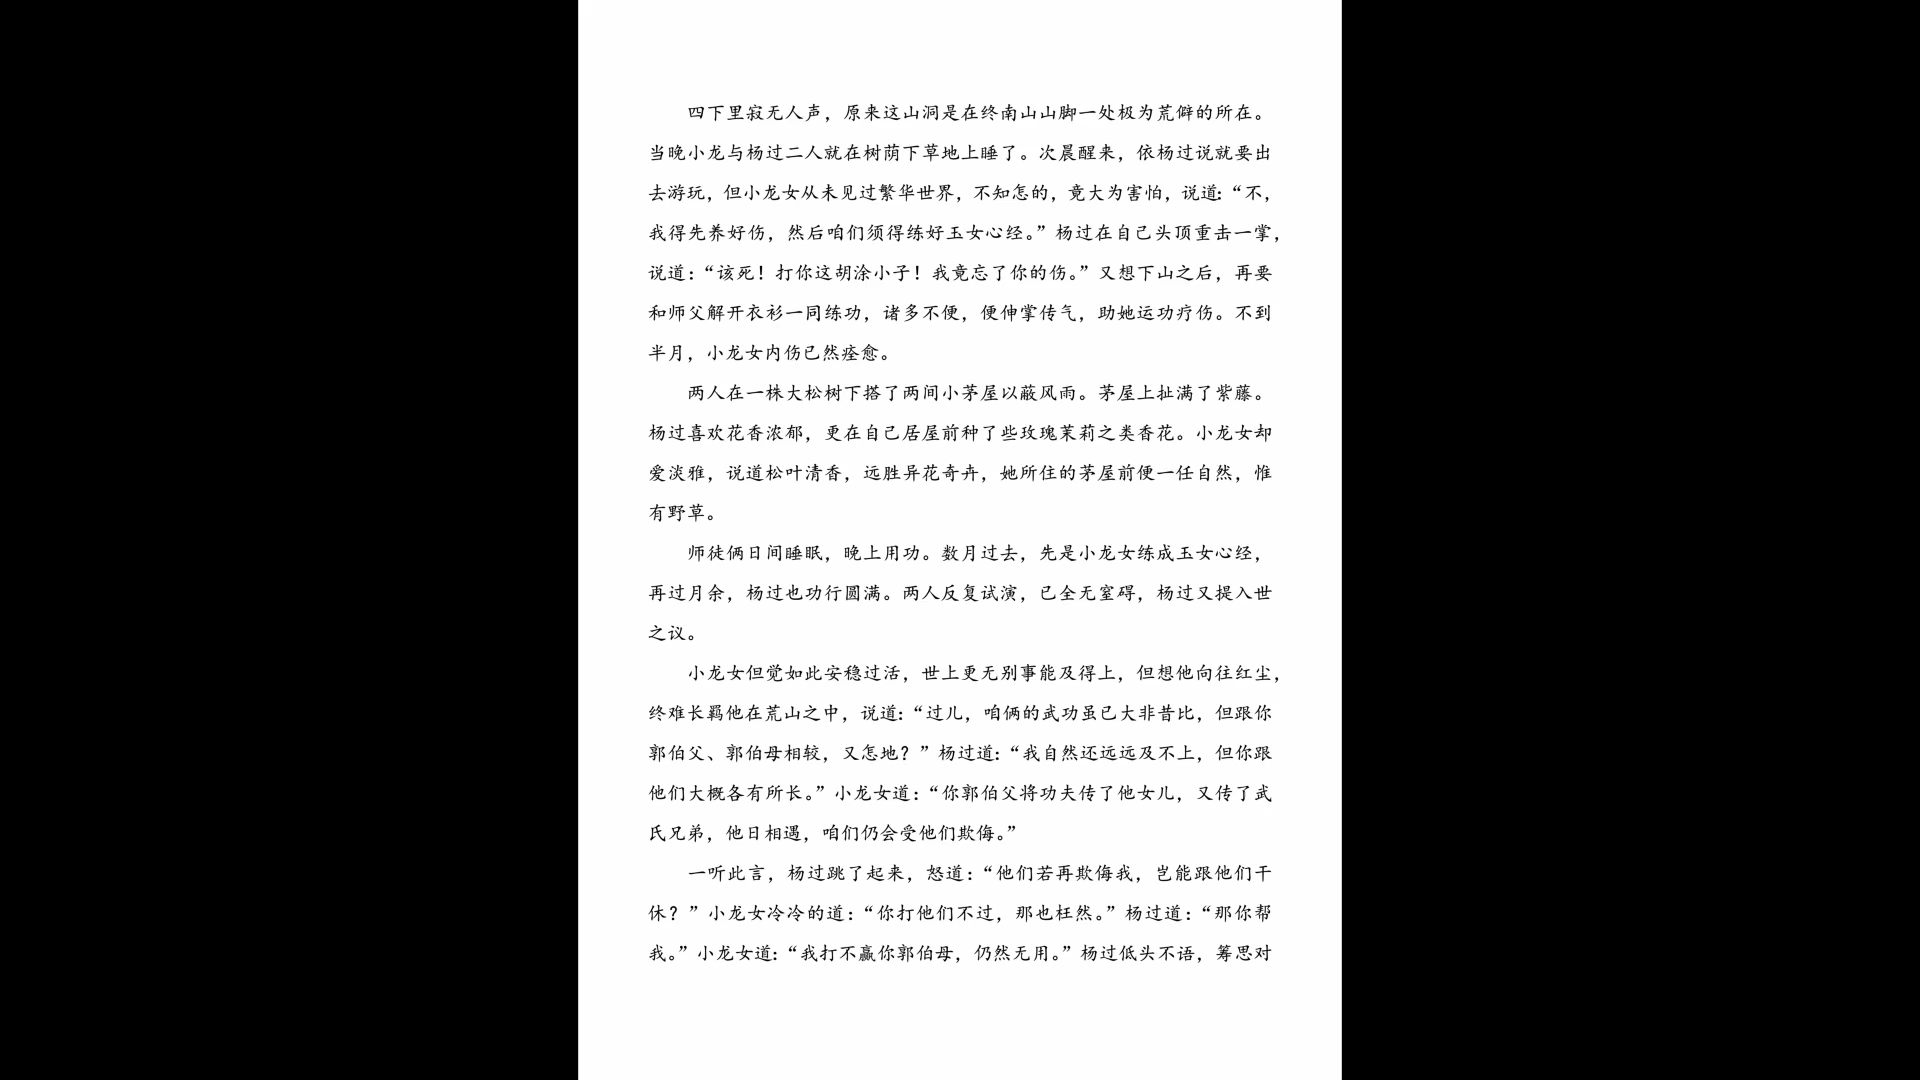 四下里寂无人声，原来这山洞是在终南山山脚一处极为荒僻的所在。
当晚小龙与杨过二人就在树荫下草地上睡了。次晨醒来，依杨过说就要出
去游玩，但小龙女从未见过繁华世界，不知怎的，竟大为害怕，说道：“不，
我得先养好伤，然后咱们须得练好玉女心经。”杨过在自己头顶重击一掌，
说道：“该死！打你这胡涂小子！我竟忘了你的伤。”又想下山之后，再要
和师父解开衣衫一同练功，诸多不便，便伸掌传气，助她运功疗伤。不到
半月，小龙女内伤已然痊愈。
两人在一株大松树下搭了两间小茅屋以蔽风雨。茅屋上扯满了紫藤。
杨过喜欢花香浓郁，更在自己居屋前种了些玫瑰茉莉之类香花。小龙女却
爱淡雅，说道松叶清香，远胜异花奇卉，她所住的茅屋前便一任自然，惟
有野草。
师徒俩日间睡眠，晚上用功。数月过去，先是小龙女练成玉女心经，
再过月余，杨过也功行圆满。两人反复试演，已全无窒碍，杨过又提入世
之议。
小龙女但觉如此安稳过活，世上更无别事能及得上，但想他向往红尘，
终难长羁他在荒山之中，说道：“过儿，咱俩的武功虽已大非昔比，但跟你
郭伯父、郭伯母相较，又怎地？”杨过道：“我自然还远远及不上，但你跟
他们大概各有所长。”小龙女道：“你郭伯父将功夫传了他女儿，又传了武
氏兄弟，他日相遇，咱们仍会受他们欺侮。”
一听此言，杨过跳了起来，怒道：“他们若再欺侮我，岂能跟他们干
休？”小龙女冷冷的道：“你打他们不过，那也枉然。”杨过道：“那你帮
我。”小龙女道：“我打不赢你郭伯母，仍然无用。”杨过低头不语，筹思对